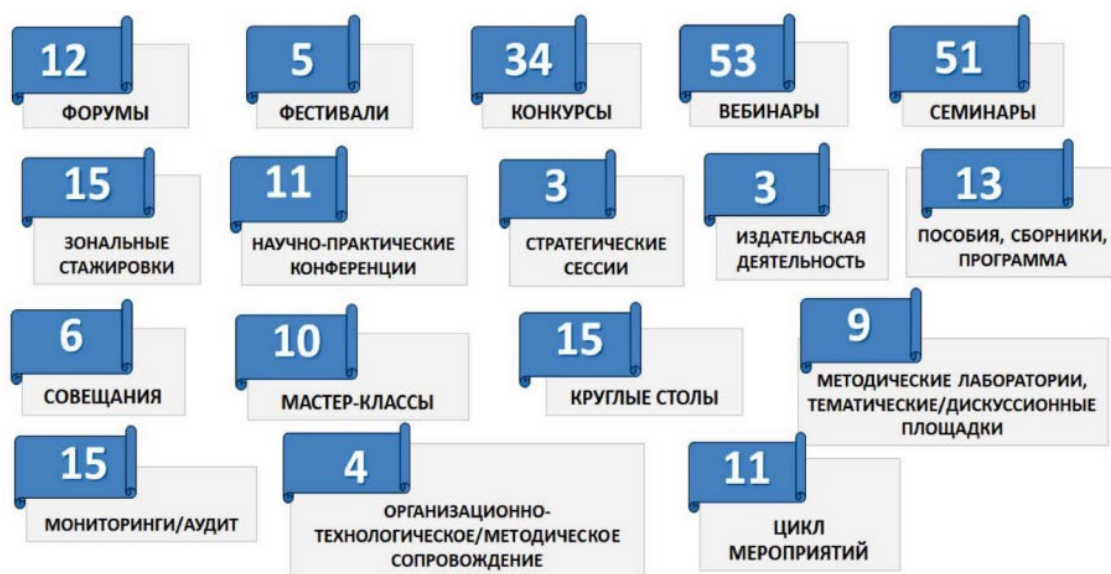 12
ФОРУМЫ
5
ФЕСТИВАЛИ
34
КОНКУРСЫ
53
ВЕБИНАРЫ
51
СЕМИНАРЫ
15
ЗОНАЛЬНЫЕ
СТАЖИРОВКИ
11
НАУЧНО-ПРАКТИЧЕСКИЕ
КОНФЕРЕНЦИИ
3
СТРАТЕГИЧЕСКИЕ
СЕССИИ
3
ИЗДАТЕЛЬСКАЯ
ДЕЯТЕЛЬНОСТЬ
13
ПОСОБИЯ, СБОРНИКИ,
ПРОГРАММА
6
СОВЕЩАНИЯ
10
МАСТЕР-КЛАССЫ
15
КРУГЛЫЕ СТОЛЫ
9
МЕТОДИЧЕСКИЕ ЛАБОРАТОРИИ,
ТЕМАТИЧЕСКИЕ/ДИСКУССИОННЫЕ
ПЛОЩАДКИ
15
МОНИТОРИНГИ/АУДИТ
4
ОРГАНИЗАЦИОННО-
ТЕХНОЛОГИЧЕСКОЕ/МЕТОДИЧЕСКОЕ
СОПРОВОЖДЕНИЕ
11
ЦИКЛ
МЕРОПРИЯТИЙ